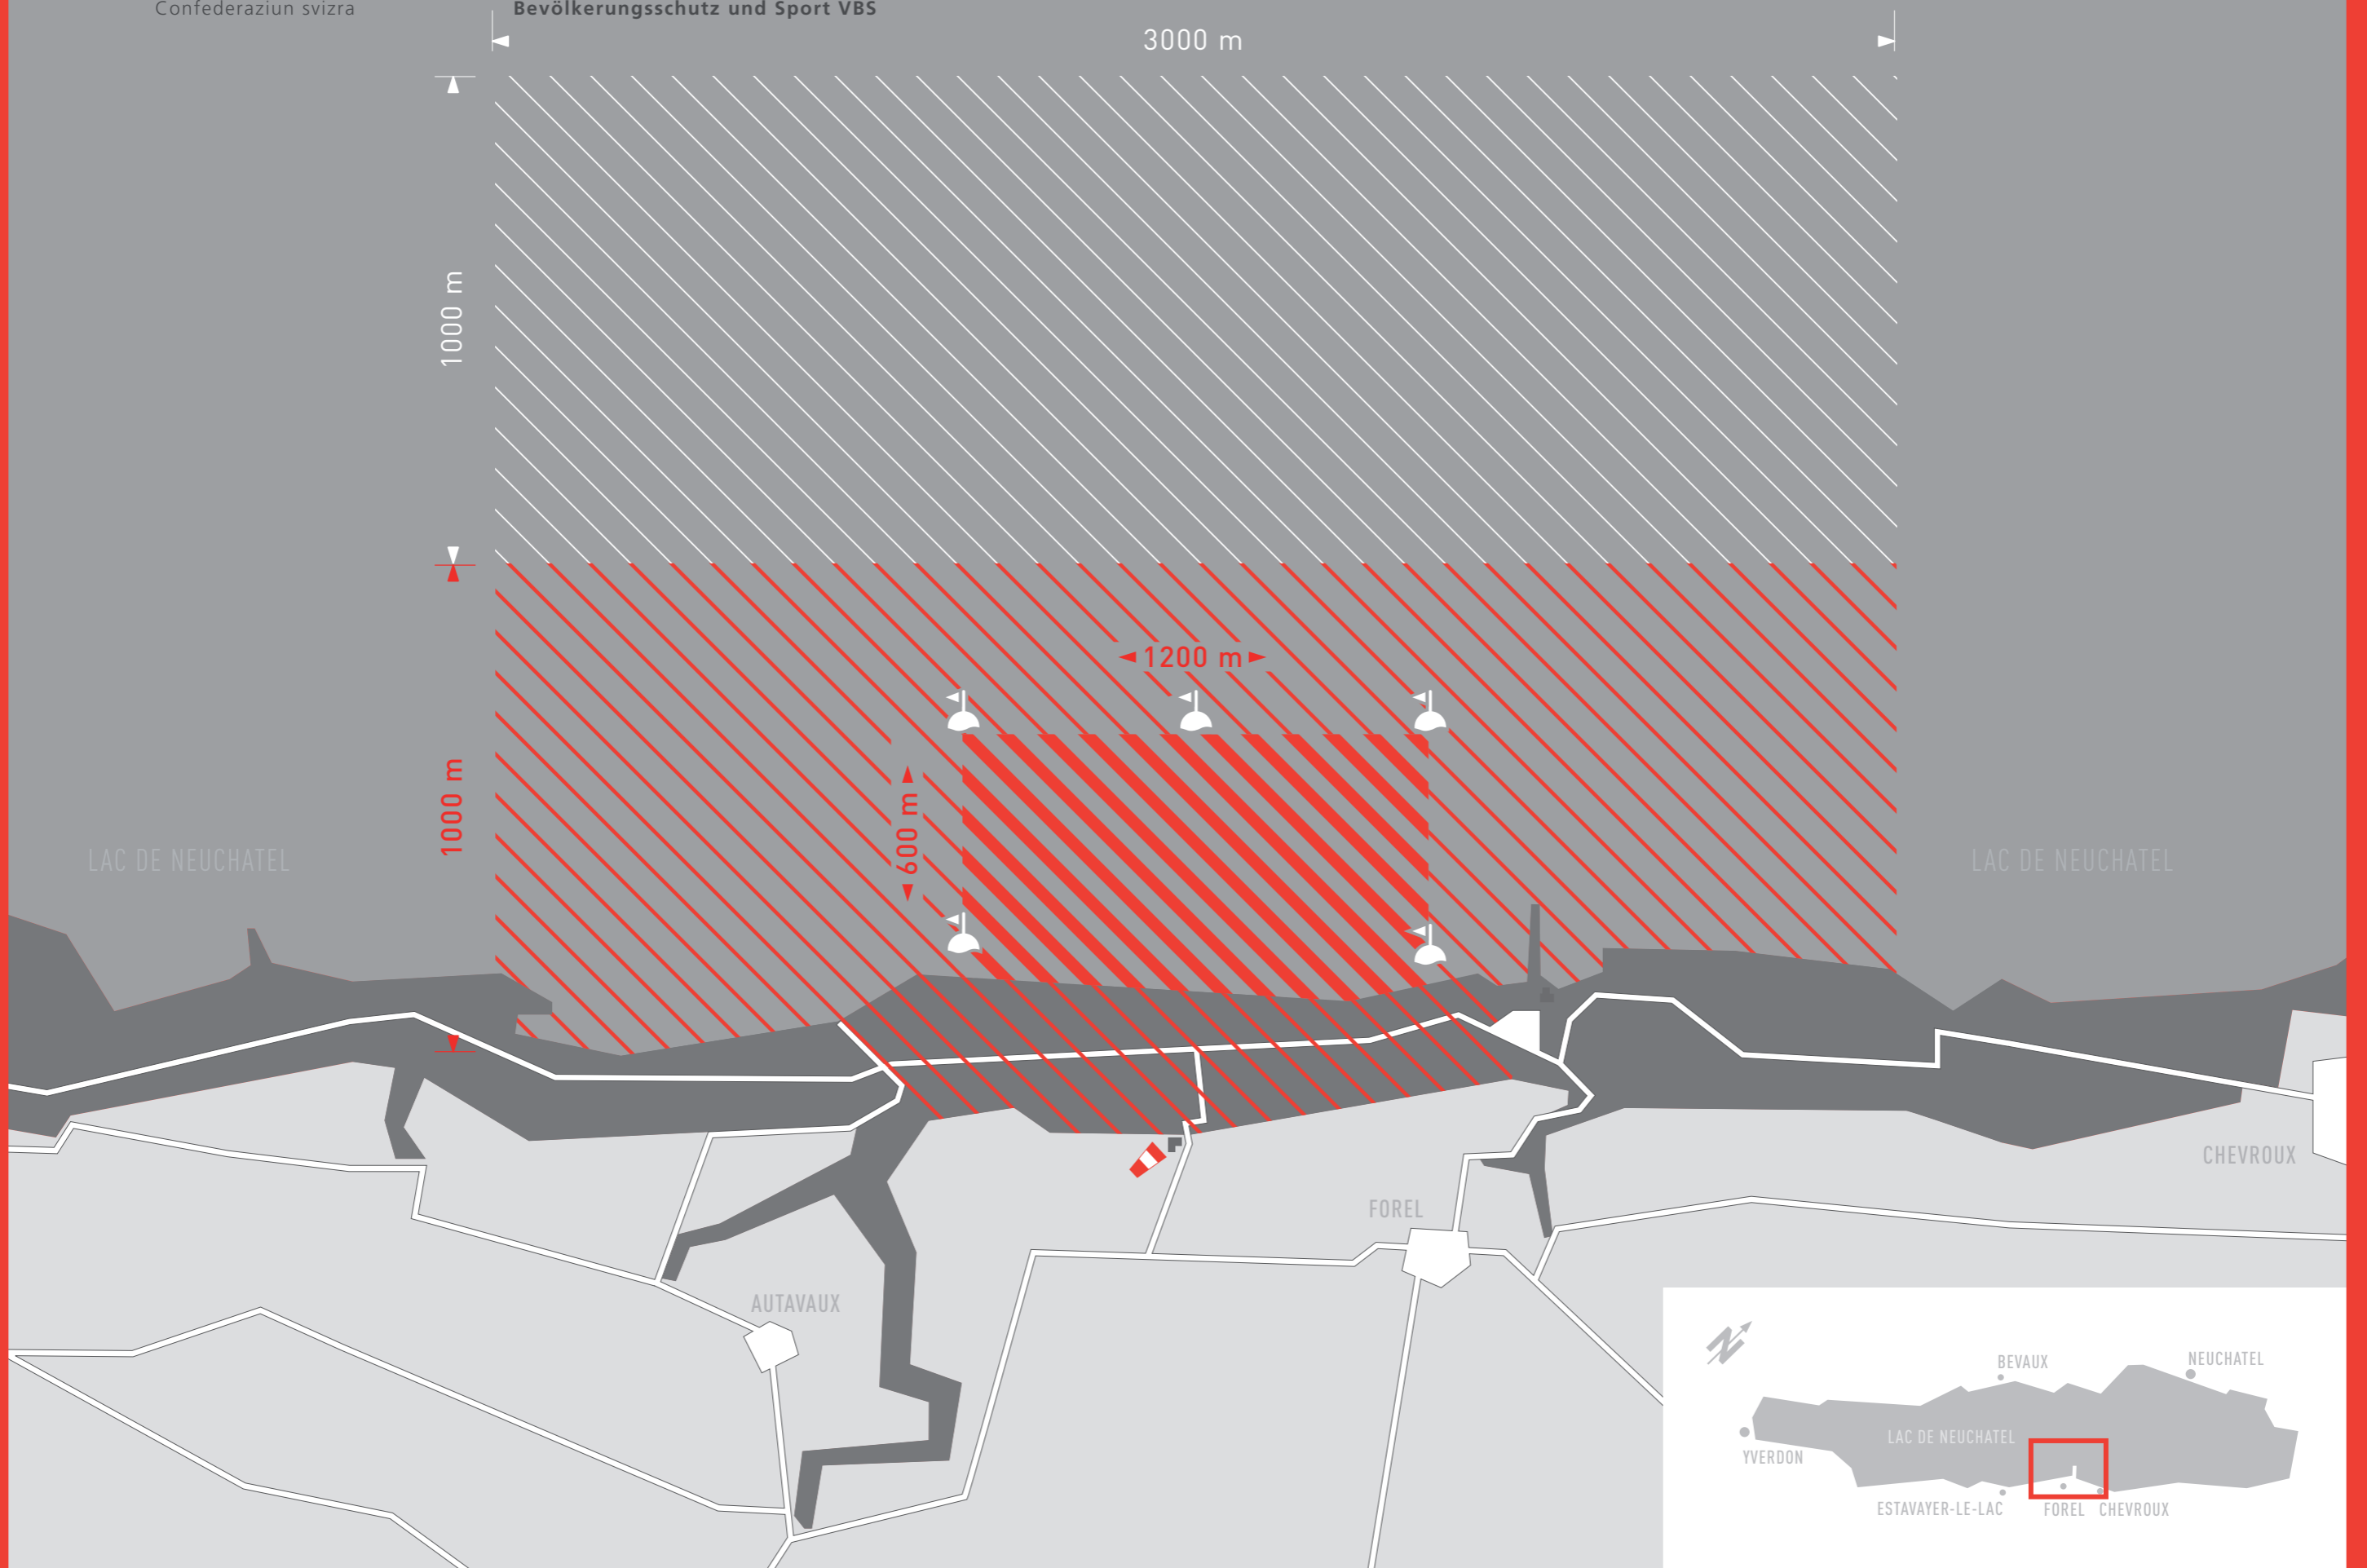 Confederaziun svizra
Bevölkerungsschutz und Sport VBS
3000 m
1000 m
1200 m
600 m
1000 m
LAC DE NEUCHATEL
LAC DE NEUCHATEL
CHEVROUX
FOREL
AUTAVAUX
N
BEVAUX
NEUCHATEL
LAC DE NEUCHATEL
YVERDON
ESTAVAYER-LE-LAC
FOREL
CHEVROUX